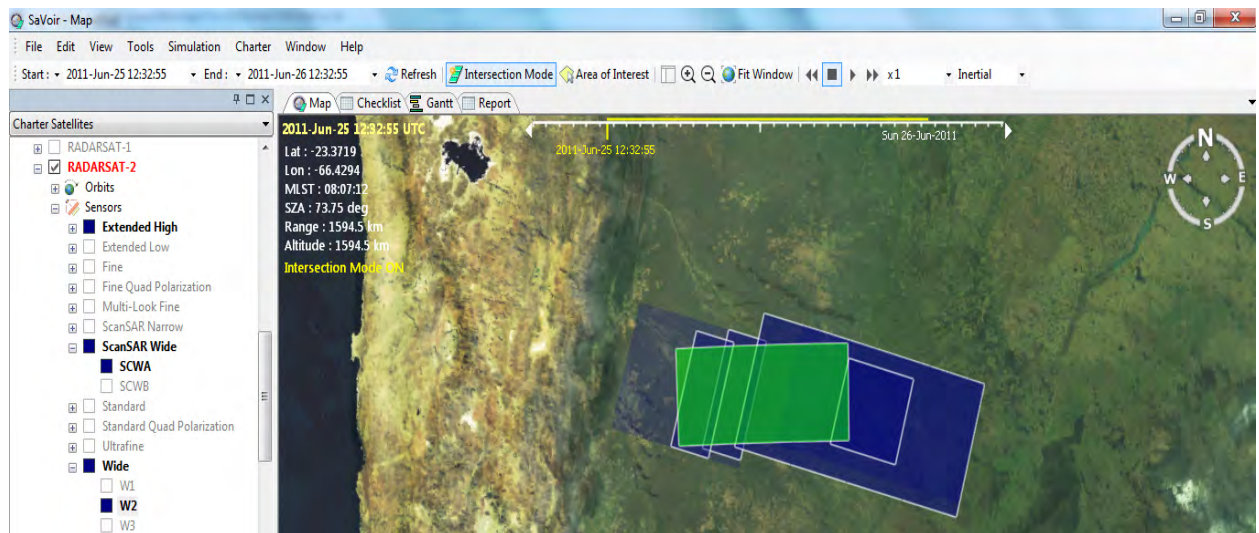 SaVoir - Map
File Edit View Tools Simulation Charter Window Help
Start : 2011-Jun-25 12:32:55 End : 2011-Jun-26 12:32:55 Refresh Intersection Mode Area of Interest Fit Window x1 Inertial
Map Checklist Gantt Report
Charter Satellites
RADARSAT-1
RADARSAT-2
Orbits
Sensors
Extended High
Extended Low
Fine
Fine Quad Polarization
Multi-Look Fine
ScanSAR Narrow
ScanSAR Wide
SCWA
SCWB
Standard
Standard Quad Polarization
Ultrafine
Wide
W1
W2
W3
2011-Jun-25 12:32:55 UTC
Lat : -23.3719
Lon : -66.4294
MLST : 08:07:12
SZA : 73.75 deg
Range : 1594.5 km
Altitude : 1594.5 km
Intersection Mode ON
2011-Jun-25 12:32:55
Sun 26-Jun-2011
N
W E
S